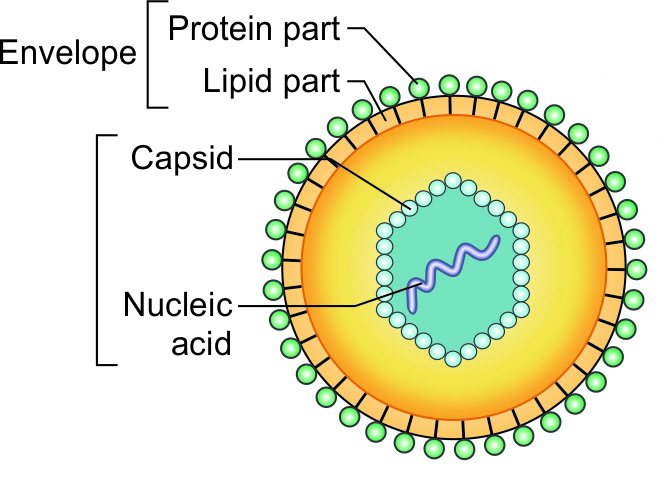 Envelope
Protein part
Lipid part
Capsid
Nucleic
acid